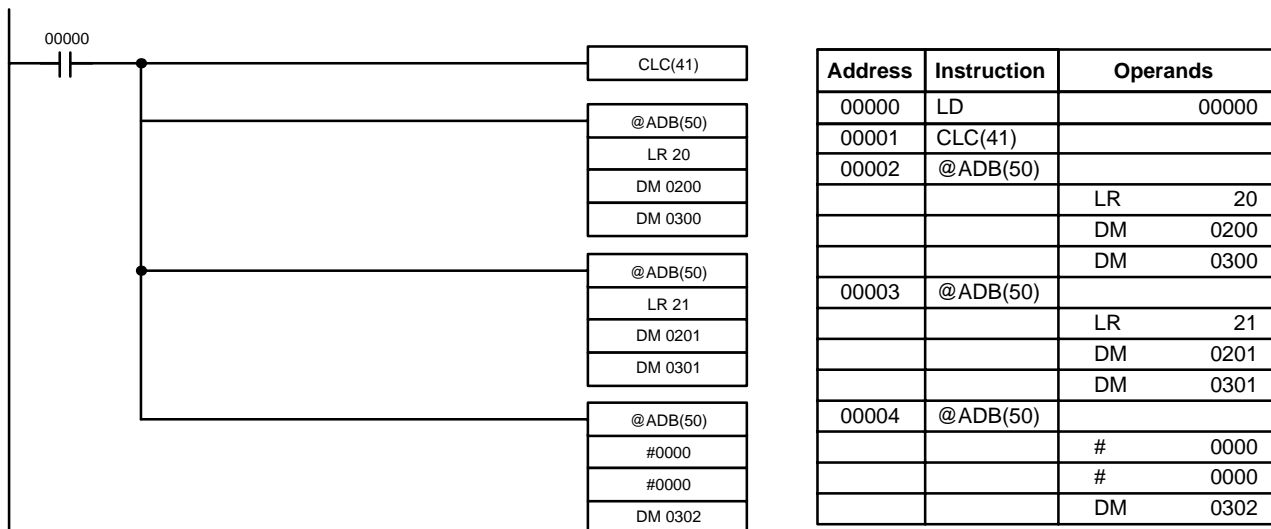 00000
CLC(41)
@ADB(50)
LR 20
DM 0200
DM 0300
@ADB(50)
LR 21
DM 0201
DM 0301
@ADB(50)
#0000
#0000
DM 0302
Address Instruction Operands
00000 LD 00000
00001 CLC(41)
00002 @ADB(50)
LR 20
DM 0200
DM 0300
00003 @ADB(50)
LR 21
DM 0201
DM 0301
00004 @ADB(50)
# 0000
# 0000
DM 0302